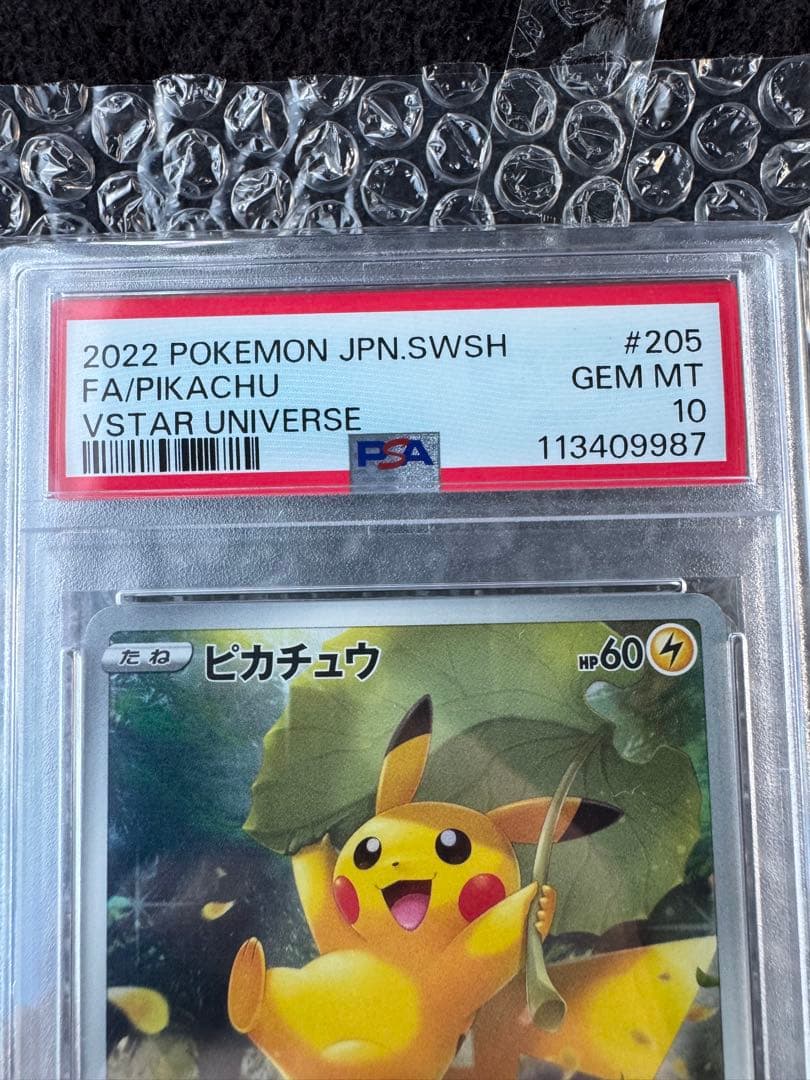 2022 POKEMON JPN.SWSH #205
FA/PIKACHU GEM MT
VSTAR UNIVERSE 10
PSA 113409987
たね ピカチュウ HP60